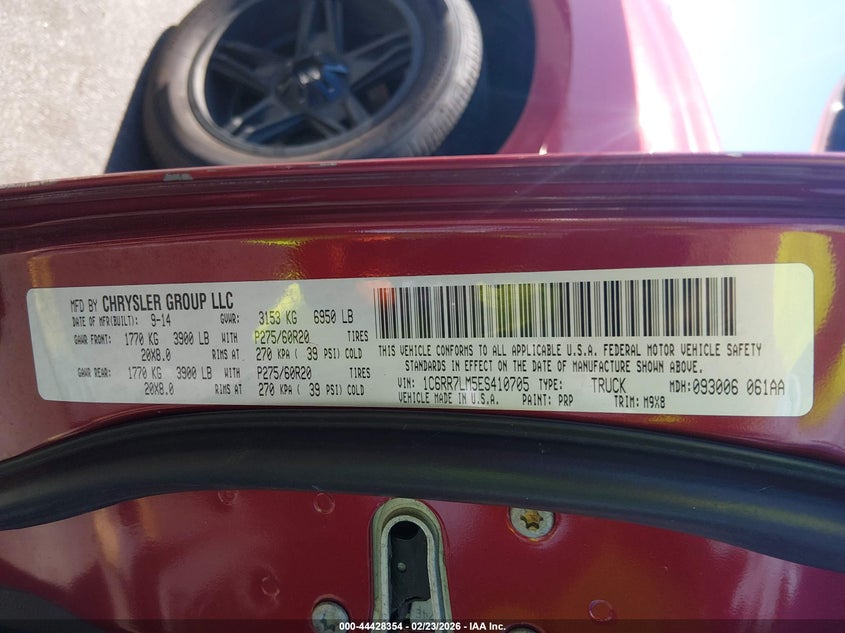 MFD BY CHRYSLER GROUP LLC
DATE OF MFR(BUILT): 9-14 GVWR: 3153 KG 6950 LB
GAWR FRONT: 1770 KG 3900 LB WITH P275/60R20 TIRES
20X8.0 RIMS AT 270 KPA ( 39 PSI) COLD
GAWR REAR: 1770 KG 3900 LB WITH P275/60R20 TIRES
20X8.0 RIMS AT 270 KPA ( 39 PSI) COLD
THIS VEHICLE CONFORMS TO ALL APPLICABLE U.S.A. FEDERAL MOTOR VEHICLE SAFETY
STANDARDS IN EFFECT ON THE DATE OF MANUFACTURE SHOWN ABOVE.
VIN: 1C6RR7LM5ES410705 TYPE: TRUCK MDH: 093006 061AA
VEHICLE MADE IN U.S.A. PAINT: PRP TRIM: M9X8
000-44428354 | 02/23/2026 - IAA Inc.